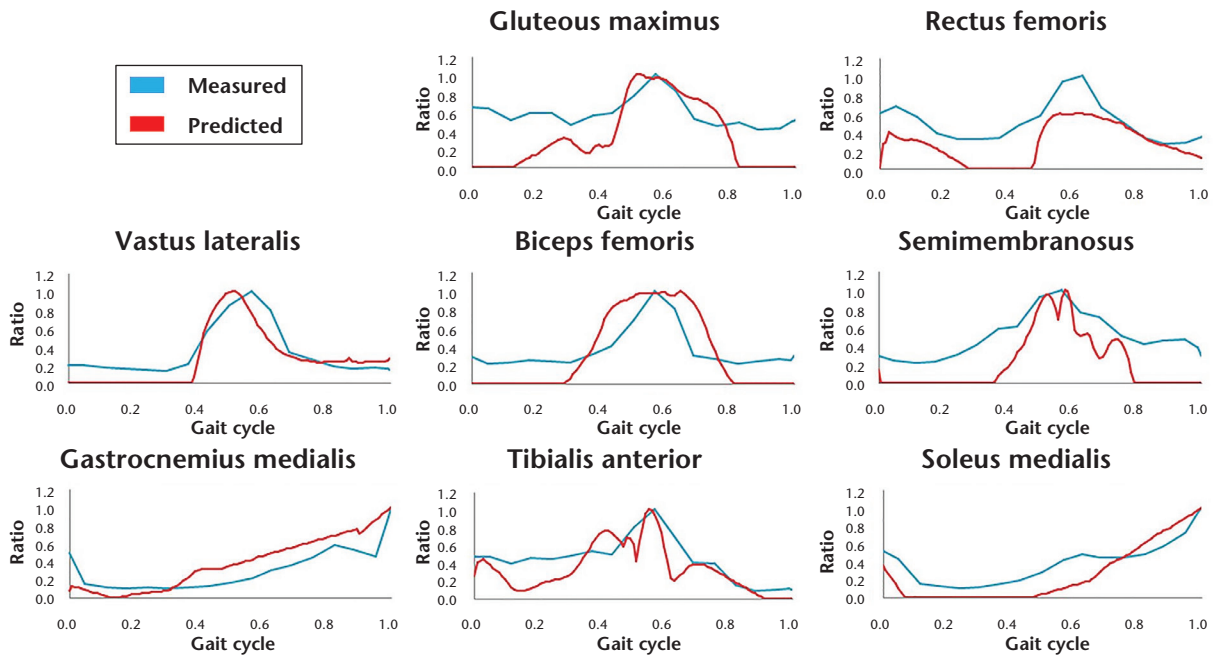 Gluteous maximus
Rectus femoris
Measured
Predicted
Ratio
1.2
1.0
0.8
0.6
0.4
0.2
0.0
0.0 0.2 0.4 0.6 0.8 1.0
Gait cycle
Ratio
1.2
1.0
0.8
0.6
0.4
0.2
0.0
0.0 0.2 0.4 0.6 0.8 1.0
Gait cycle
Vastus lateralis
Biceps femoris
Semimembranosus
Ratio
1.2
1.0
0.8
0.6
0.4
0.2
0.0
0.0 0.2 0.4 0.6 0.8 1.0
Gait cycle
Ratio
1.2
1.0
0.8
0.6
0.4
0.2
0.0
0.0 0.2 0.4 0.6 0.8 1.0
Gait cycle
Ratio
1.2
1.0
0.8
0.6
0.4
0.2
0.0
0.0 0.2 0.4 0.6 0.8 1.0
Gait cycle
Gastrocnemius medialis
Tibialis anterior
Soleus medialis
Ratio
1.2
1.0
0.8
0.6
0.4
0.2
0.0
0.0 0.2 0.4 0.6 0.8 1.0
Gait cycle
Ratio
1.2
1.0
0.8
0.6
0.4
0.2
0.0
0.0 0.2 0.4 0.6 0.8 1.0
Gait cycle
Ratio
1.2
1.0
0.8
0.6
0.4
0.2
0.0
0.0 0.2 0.4 0.6 0.8 1.0
Gait cycle